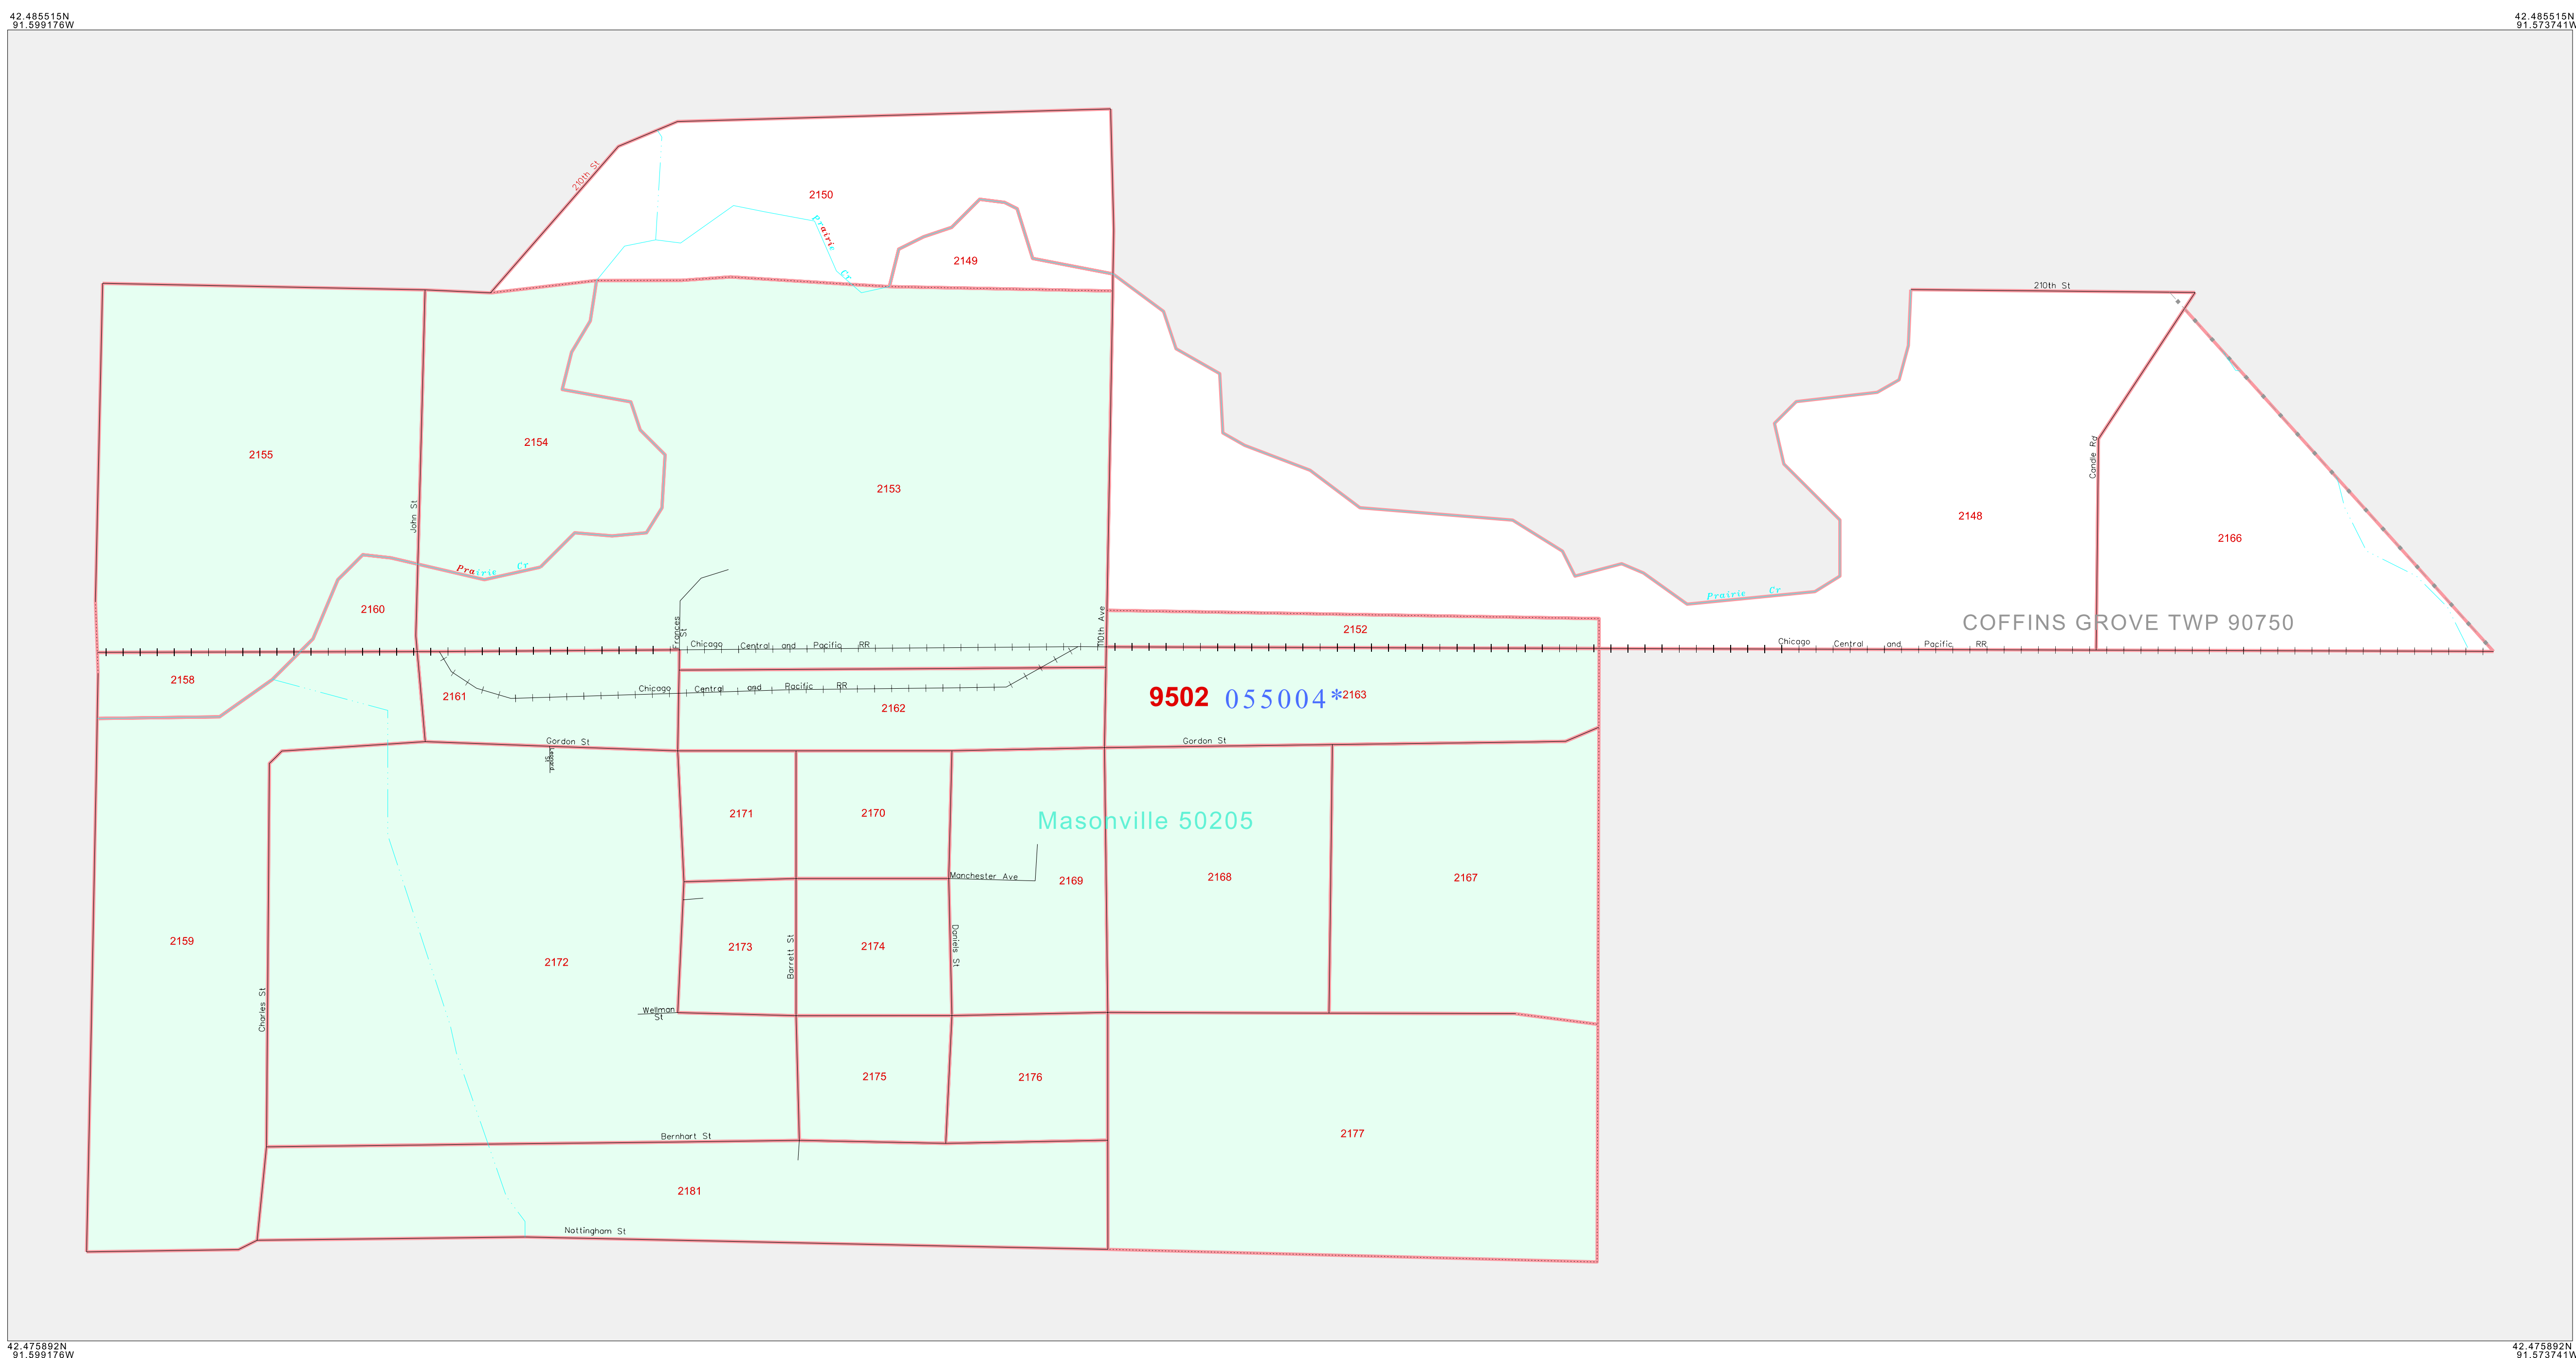 42.485515N
91.599176W
42.485515N
91.573741W
210th St
2150
Prairie Cr
2149
210th St
2155
2154
2153
John St
Candle Rd
2148
2166
Prairie Cr
2160
Prairie Cr
COFFINS GROVE TWP 90750
Frances
St
110th Ave
2152
Chicago Central and Pacific RR
Chicago Central and Pacific RR
2158
2161
Chicago Central and Pacific RR
2162
9502
055004*
2163
Gordon St
Gordon St
Leggard
St
2171
2170
Masonville 50205
Manchester Ave
2169
2168
2167
2159
2172
2173
Barrett St
2174
Daniels St
Charles St
Wellman
St
2175
2176
Bernhart St
2177
2181
Nottingham St
42.475892N
91.599176W
42.475892N
91.573741W